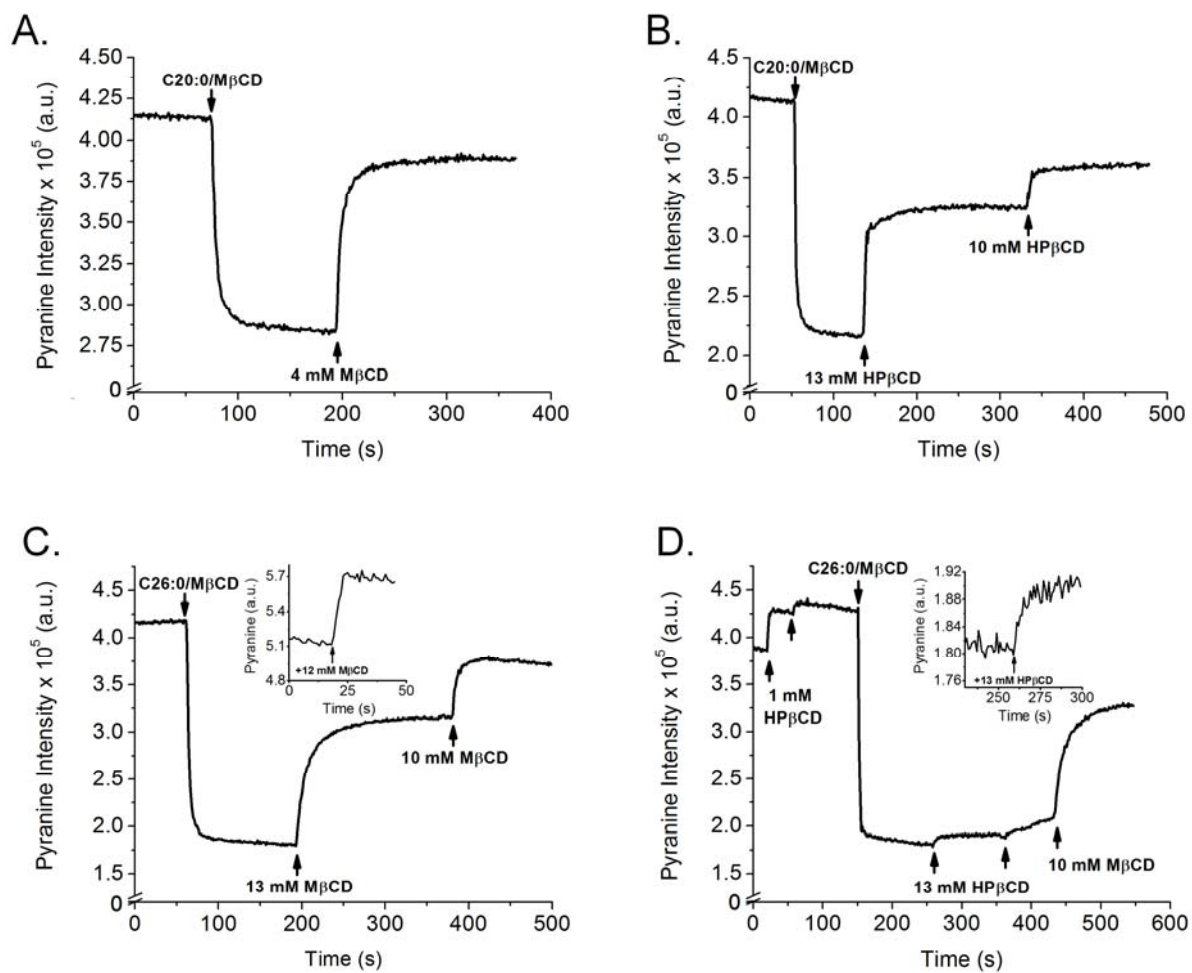 A.
4.50
4.25
4.00
3.75
3.50
3.25
3.00
2.75
0
Pyranine Intensity x 10⁵ (a.u.)
C20:0/MβCD
4 mM MβCD
0 100 200 300 400
Time (s)
B.
4.5
4.0
3.5
3.0
2.5
2.0
0
Pyranine Intensity x 10⁵ (a.u.)
C20:0/MβCD
13 mM HPβCD
10 mM HPβCD
0 100 200 300 400 500
Time (s)
C.
4.5
4.0
3.5
3.0
2.5
2.0
1.5
0
Pyranine Intensity x 10⁵ (a.u.)
C26:0/MβCD
5.7
5.4
5.1
4.8
Pyranine (a.u.)
+12 mM MβCD
0 25 50
Time (s)
13 mM MβCD
10 mM MβCD
0 100 200 300 400 500
Time (s)
D.
4.5
4.0
3.5
3.0
2.5
2.0
1.5
0
Pyranine Intensity x 10⁵ (a.u.)
C26:0/MβCD
1 mM
HPβCD
1.92
1.88
1.84
1.80
1.76
Pyranine (a.u.)
+13 mM HPβCD
250 275 300
Time (s)
13 mM HPβCD
10 mM MβCD
0 100 200 300 400 500 600
Time (s)